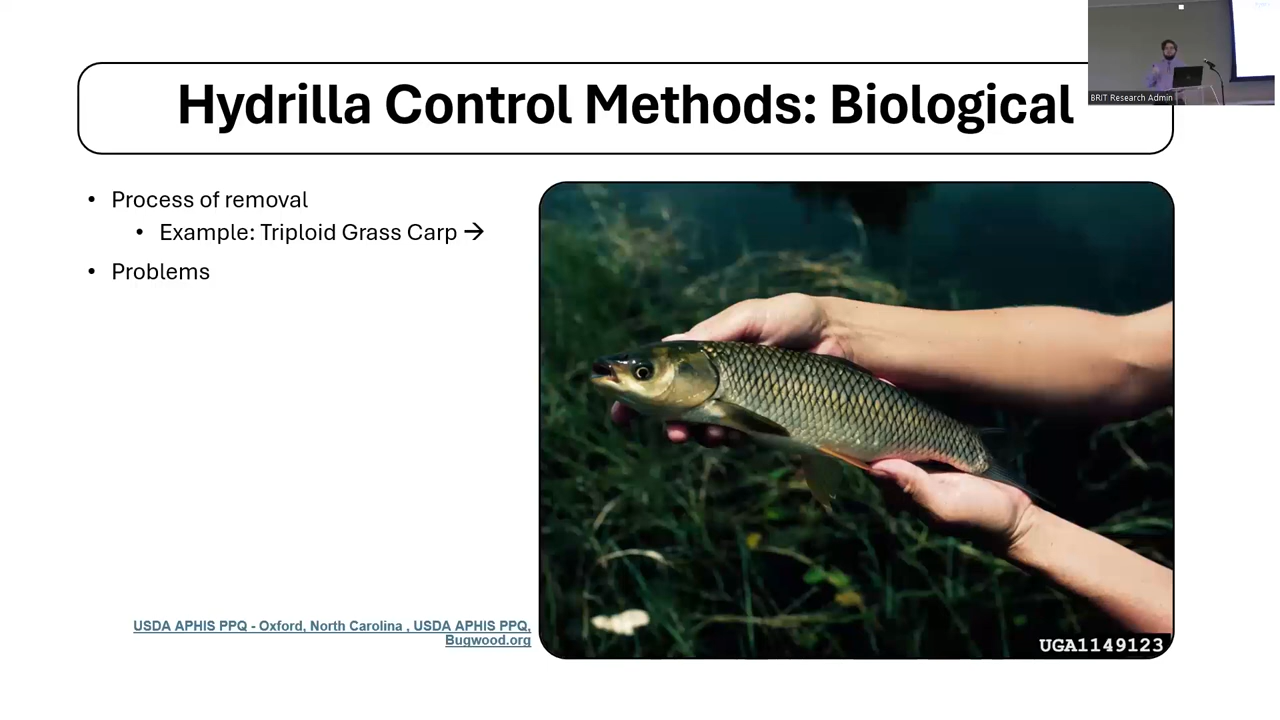 Hydrilla Control Methods: Biological
BRIT Research Admin
• Process of removal
• Example: Triploid Grass Carp →
• Problems
USDA APHIS PPQ - Oxford, North Carolina , USDA APHIS PPQ,
Bugwood.org
UGA1149123